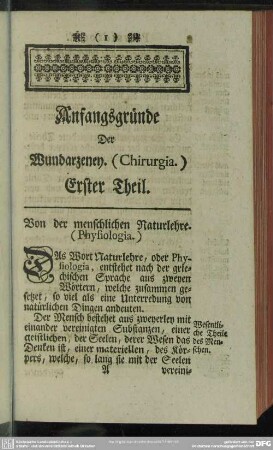 ( 1 )
Anfangsgründe
Der
Wundarzeney. (Chirurgia.)
Erster Theil.
Von der menschlichen Naturlehre.
(Physiologia.)
DAs Wort Naturlehre, oder Phy-
siologia, entstehet nach der grie-
chischen Sprache aus zweyen
Wörtern, welche zusammen ge-
setzet, so viel als eine Unterredung von
natürlichen Dingen andeuten.
Der Mensch bestehet aus zweyerley mit
einander vereinigten Substanzen, einer
geistlichen, der Seelen, derer Wesen das
Denken ist, einer materiellen, des Kör-
pers, welche, so lang sie mit der Seelen
Wesentli-
che Theile
des Men-
schen.
A vereini-